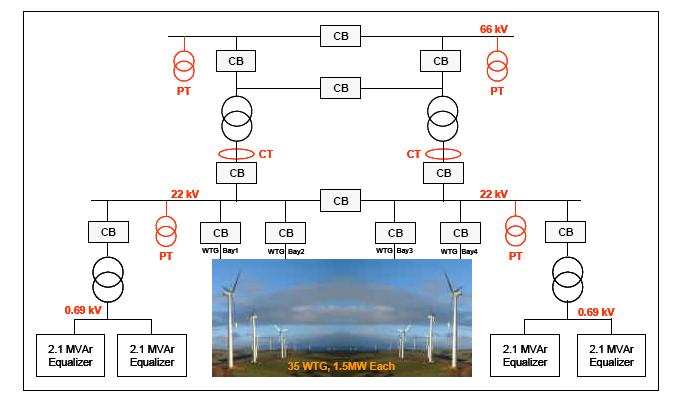 66 kV
CB
CB
CB
PT
PT
CB
CT
CT
CB
CB
22 kV
22 kV
CB
CB
CB
CB
CB
CB
CB
PT
PT
WTG Bay1
WTG Bay2
WTG Bay3
WTG Bay4
0.69 kV
0.69 kV
2.1 MVAr
Equalizer
2.1 MVAr
Equalizer
2.1 MVAr
Equalizer
2.1 MVAr
Equalizer
35 WTG, 1.5MW Each